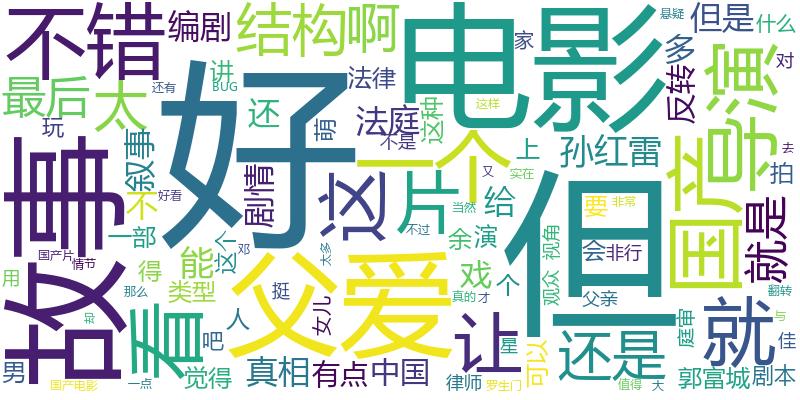 不错
编剧
结构啊
电影
悬疑
但是
什么
家
多
对
讲
还有
BUG
法律
最后
太
还
萌
法庭
这种
这样
反转
导演
国产
玩
不是
故事
好
叙事
一个
上
孙红雷
去
拍
不
好看
剧情
这
片
又
实在
给
但
要
非常
就是
当然
一部
能
这个
邓
太多
不过
余
演
视角
会
非行
国产片
情节
看
父爱
观众
用
得
戏
个
父亲
翻转
那么
类型
挺
女儿
真的
才
让
就
与
男
却
吧
人
星
还是
庭审
佳
国产电影
一点
觉得
真相
有点
中国
律师
罗生门
可以
值得
大
郭富城
剧本